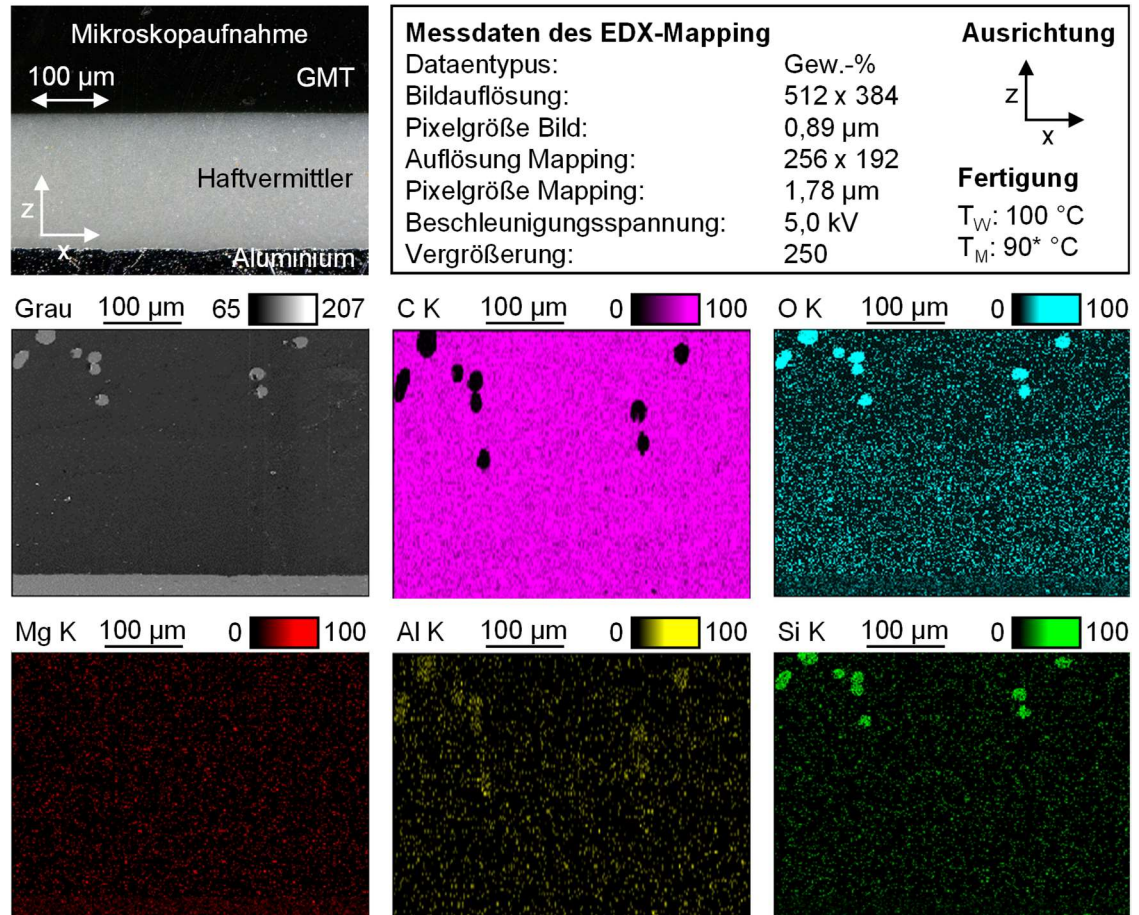 Mikroskopaufnahme
100 µm
GMT
Haftvermittler
z
x
Aluminium
Messdaten des EDX-Mapping
Dataentypus: Gew.-%
Bildauflösung: 512 x 384
Pixelgröße Bild: 0,89 µm
Auflösung Mapping: 256 x 192
Pixelgröße Mapping: 1,78 µm
Beschleunigungsspannung: 5,0 kV
Vergrößerung: 250
Ausrichtung
z
x
Fertigung
T_W: 100 °C
T_M: 90* °C
Grau 100 µm 65 207
C K 100 µm 0 100
O K 100 µm 0 100
Mg K 100 µm 0 100
Al K 100 µm 0 100
Si K 100 µm 0 100